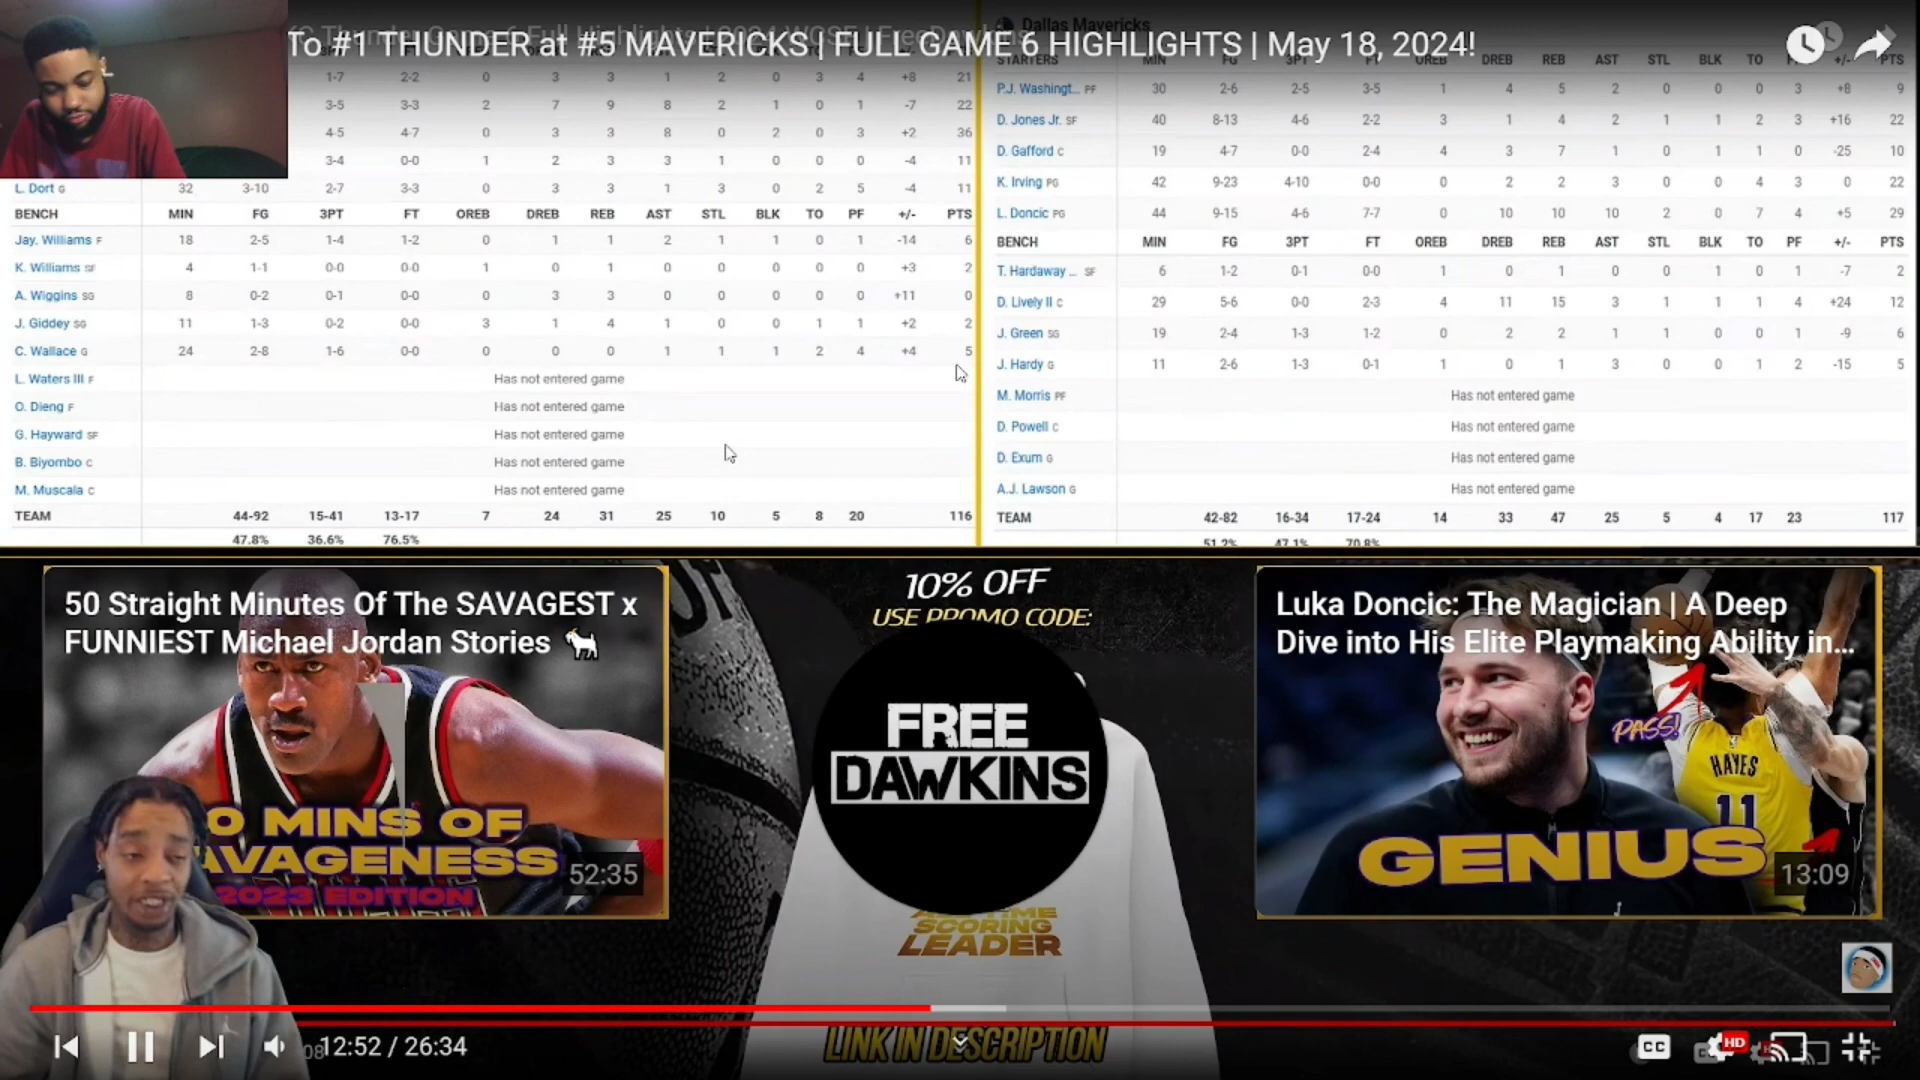 To #1 THUNDER at #5 MAVERICKS | FULL GAME 6 HIGHLIGHTS | May 18, 2024!
1-7 2-2 0 3 3 1 2 0 3 4 +8 21
3-5 3-3 2 7 9 8 2 1 0 1 -7 22
4-5 4-7 0 3 3 8 0 2 0 3 +2 36
3-4 0-0 1 2 3 3 1 0 0 0 -4 11
L. Dort G 32 3-10 2-7 3-3 0 3 3 1 3 0 2 5 -4 11
BENCH MIN FG 3PT FT OREB DREB REB AST STL BLK TO PF +/- PTS
Jay. Williams F 18 2-5 1-4 1-2 0 1 1 2 1 1 0 1 -14 6
K. Williams SF 4 1-1 0-0 0-0 1 0 1 0 0 0 0 0 +3 2
A. Wiggins SG 8 0-2 0-1 0-0 0 3 3 0 0 0 0 0 +11 0
J. Giddey SG 11 1-3 0-2 0-0 3 1 4 1 0 0 1 1 +2 2
C. Wallace G 24 2-8 1-6 0-0 0 0 0 1 1 1 2 4 +4 5
L. Waters III F Has not entered game
O. Dieng F Has not entered game
G. Hayward SF Has not entered game
B. Biyombo C Has not entered game
M. Muscala C Has not entered game
TEAM 44-92 15-41 13-17 7 24 31 25 10 5 8 20 116
47.8% 36.6% 76.5%
Dallas Mavericks
STARTERS MIN FG 3PT FT OREB DREB REB AST STL BLK TO +/- PTS
P.J. Washingt... PF 30 2-6 2-5 3-5 1 4 5 2 0 0 0 3 +8 9
D. Jones Jr. SF 40 8-13 4-6 2-2 3 1 4 2 1 1 2 3 +16 22
D. Gafford C 19 4-7 0-0 2-4 4 3 7 1 0 1 1 0 -25 10
K. Irving PG 42 9-23 4-10 0-0 0 2 2 3 0 0 4 3 0 22
L. Doncic PG 44 9-15 4-6 7-7 0 10 10 10 2 0 7 4 +5 29
BENCH MIN FG 3PT FT OREB DREB REB AST STL BLK TO PF +/- PTS
T. Hardaway ... SF 6 1-2 0-1 0-0 1 0 1 0 0 1 0 1 -7 2
D. Lively II C 29 5-6 0-0 2-3 4 11 15 3 1 1 1 4 +24 12
J. Green SG 19 2-4 1-3 1-2 0 2 2 1 1 0 0 1 -9 6
J. Hardy G 11 2-6 1-3 0-1 1 0 1 3 0 0 1 2 -15 5
M. Morris PF Has not entered game
D. Powell C Has not entered game
D. Exum G Has not entered game
A.J. Lawson G Has not entered game
TEAM 42-82 16-34 17-24 14 33 47 25 5 4 17 23 117
51.2% 47.1% 70.8%
50 Straight Minutes Of The SAVAGEST x
FUNNIEST Michael Jordan Stories
0 MINS OF
AVAGENESS
2023 EDITION
52:35
10% OFF
USE PROMO CODE:
FREE
DAWKINS
SCORING
LEADER
LINK IN DESCRIPTION
Luka Doncic: The Magician | A Deep
Dive into His Elite Playmaking Ability in...
PASS!
HAYES
11
GENIUS
13:09
12:52 / 26:34
CC
HD